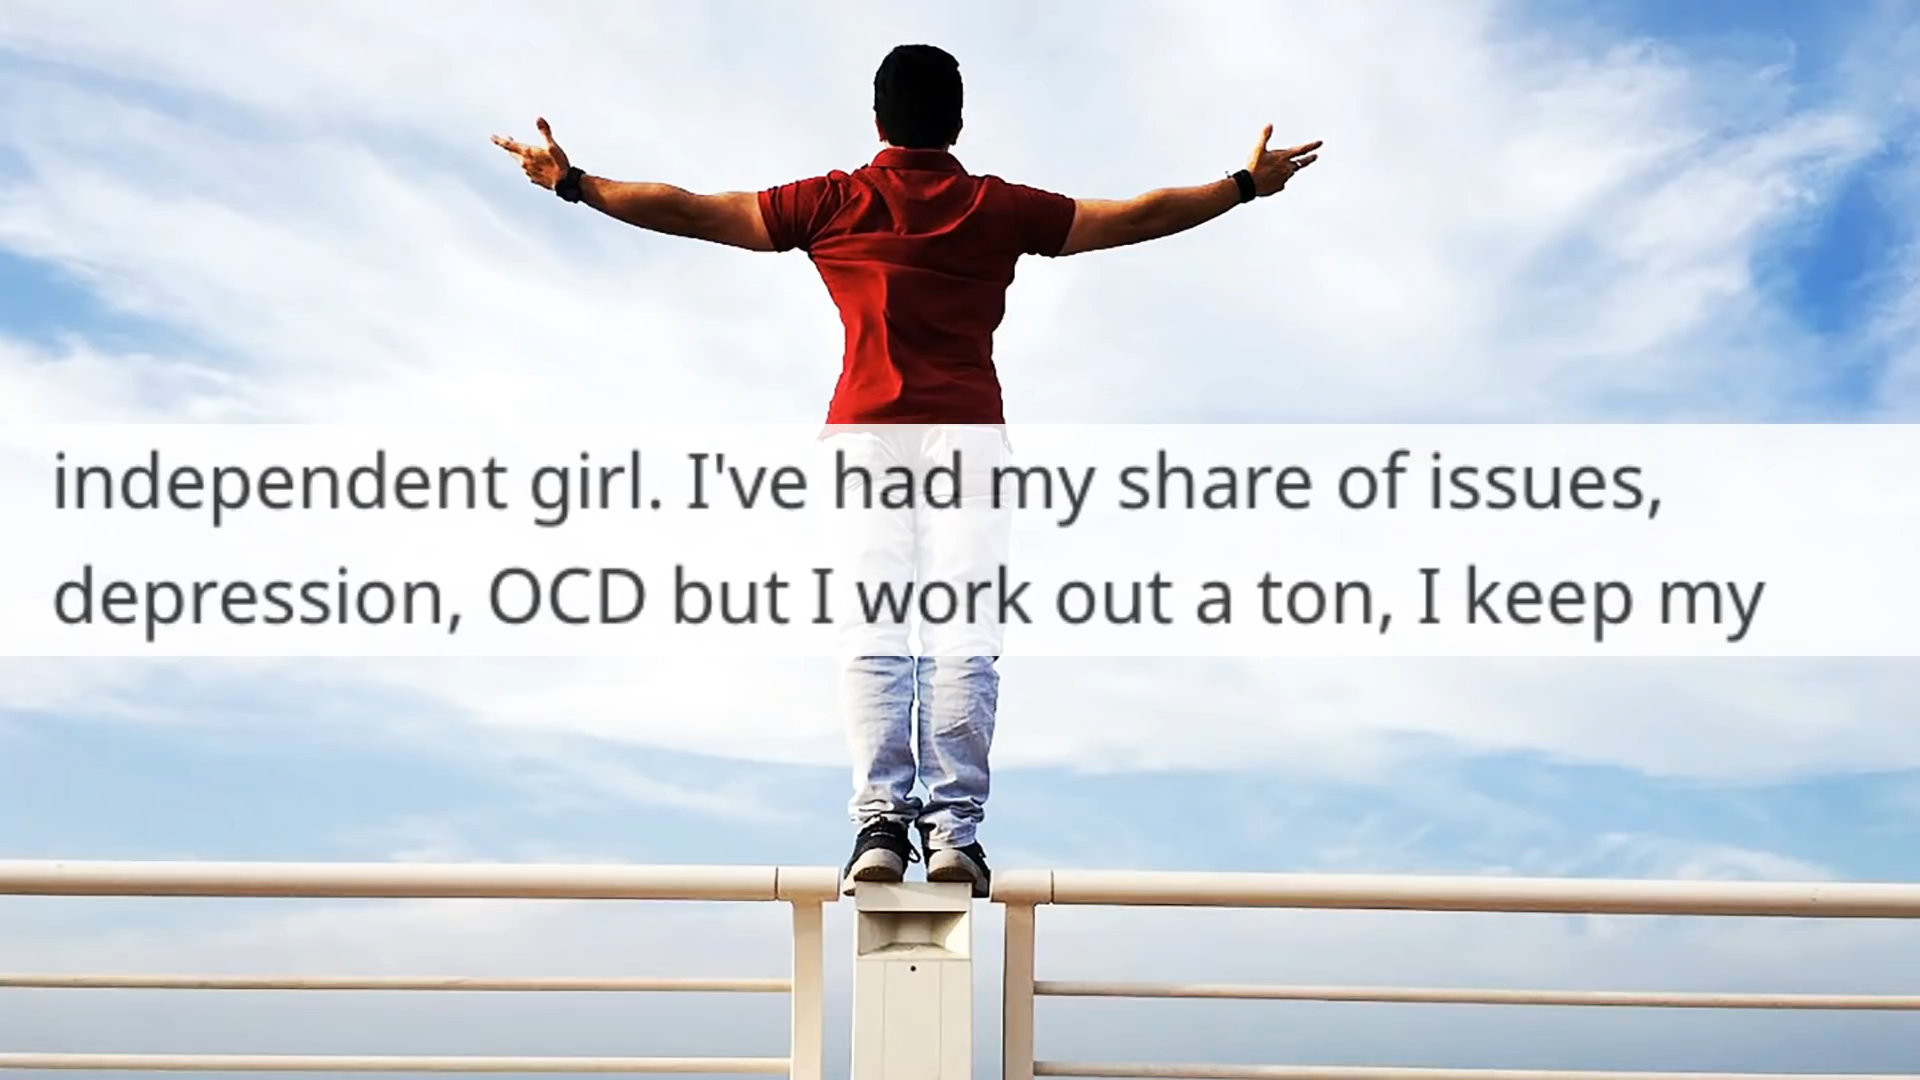 independent girl. I've had my share of issues,
depression, OCD but I work out a ton, I keep my